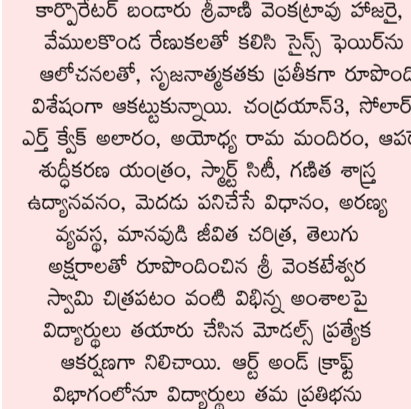 కార్పొరేటర్ బండారు శ్రీవాణి వెంకట్రావు హాజరై,
వేములకొండ రేణుకలతో కలిసి సైన్స్ ఫెయిర్‌ను
ఆలోచనలతో, సృజనాత్మకతకు ప్రతీకగా
విశేషంగా ఆకట్టుకున్నాయి. చంద్రయాన్3, సోలార్
ఎర్త్ క్వేక్ అలారం, అయోధ్య రామ మందిరం,
శుద్ధీకరణ యంత్రం, స్మార్ట్ సిటీ, గణిత శాస్త్ర
ఉద్యానవనం, మెదడు పనిచేసే విధానం, అరణ్య
వ్యవస్థ, మానవుడి జీవిత చరిత్ర, తెలుగు
అక్షరాలతో రూపొందించిన శ్రీ వెంకటేశ్వర
స్వామి చిత్రపటం వంటి విభిన్న అంశాలపై
విద్యార్థులు తయారు చేసిన మోడల్స్ ప్రత్యేక
ఆకర్షణగా నిలిచాయి. ఆర్ట్ అండ్ క్రాఫ్ట్
విభాగంలోనూ విద్యార్థులు తమ ప్రతిభను